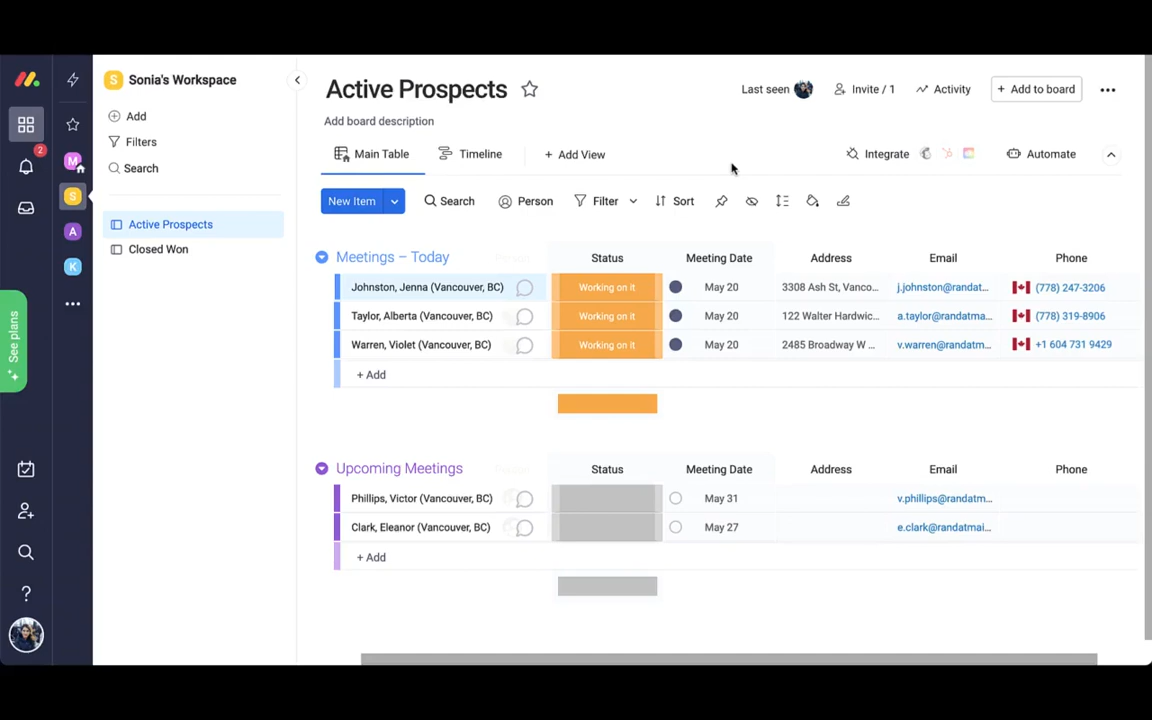 Sonia's Workspace
Add
Filters
Search
Active Prospects
Closed Won
See plans
2
M
S
A
K
S
?
Active Prospects
Last seen
Invite / 1
Activity
+ Add to board
Add board description
Main Table
Timeline
+ Add View
Integrate
Automate
New Item
Search
Person
Filter
Sort
Meetings – Today Status Meeting Date Address Email Phone
Johnston, Jenna (Vancouver, BC) Working on it May 20 3308 Ash St, Vanco... j.johnston@randat... (778) 247-3206
Taylor, Alberta (Vancouver, BC) Working on it May 20 122 Walter Hardwic... a.taylor@randatma... (778) 319-8906
Warren, Violet (Vancouver, BC) Working on it May 20 2485 Broadway W ... v.warren@randatm... +1 604 731 9429
+ Add
Upcoming Meetings Status Meeting Date Address Email Phone
Phillips, Victor (Vancouver, BC) May 31 v.phillips@randatm...
Clark, Eleanor (Vancouver, BC) May 27 e.clark@randatmai...
+ Add